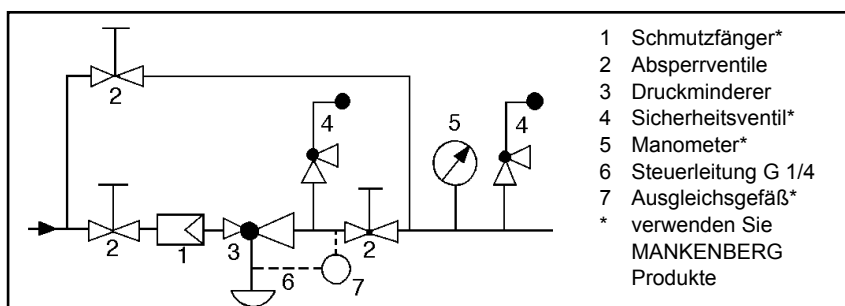 2
4
5
4
2
1
3
6
2
7
1 Schmutzfänger*
2 Absperrventile
3 Druckminderer
4 Sicherheitsventil*
5 Manometer*
6 Steuerleitung G 1/4
7 Ausgleichsgefäß*
* verwenden Sie
MANKENBERG
Produkte